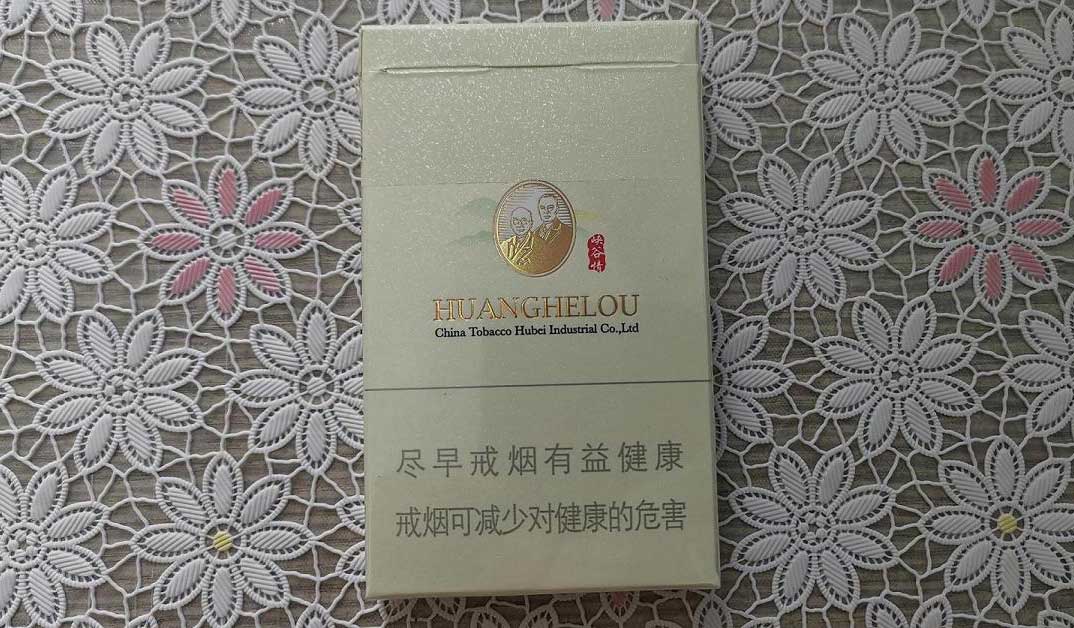 峡谷情
HUANGHELOU
China Tobacco Hubei Industrial Co.,Ltd
尽早戒烟有益健康
戒烟可减少对健康的危害